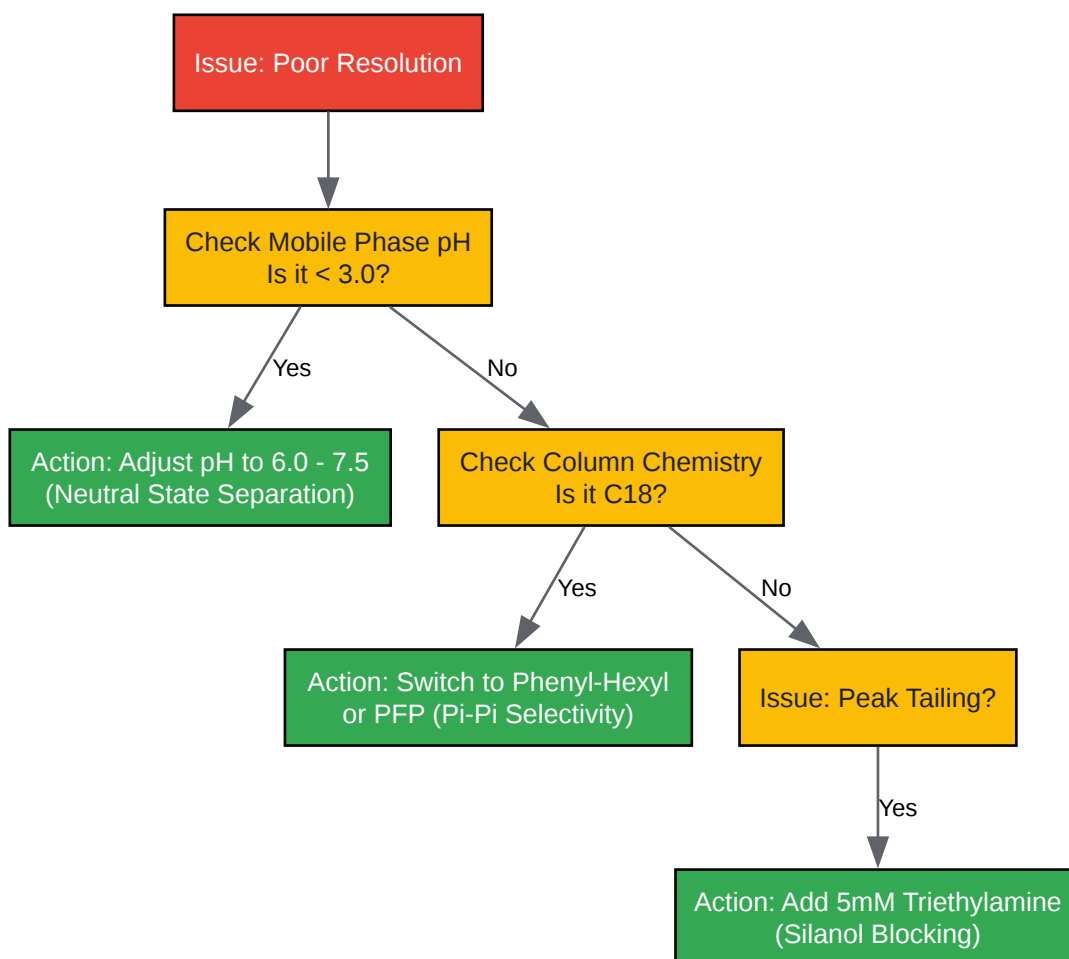 Issue: Poor Resolution
Check Mobile Phase pH
Is it < 3.0?
Yes
No
Action: Adjust pH to 6.0 - 7.5
(Neutral State Separation)
Check Column Chemistry
Is it C18?
Yes
No
Action: Switch to Phenyl-Hexyl
or PFP (Pi-Pi Selectivity)
Issue: Peak Tailing?
Yes
Action: Add 5mM Triethylamine
(Silanol Blocking)